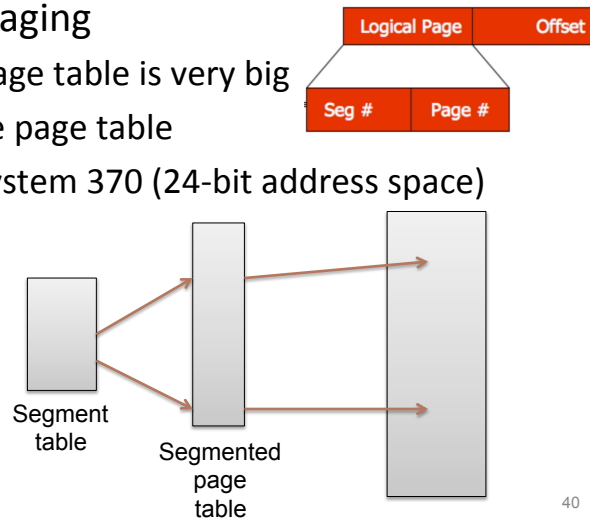 aging
Logical Page Offset
age table is very big
Seg # Page #
e page table
ystem 370 (24-bit address space)
Segment
table
Segmented
page
table
40